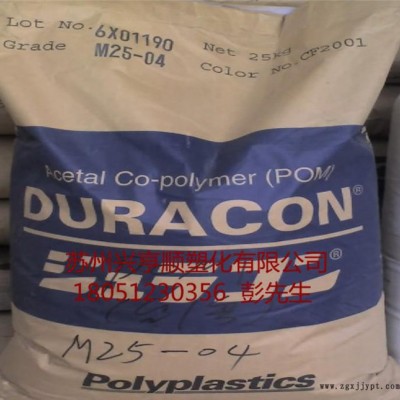 Lot No. 6X01190 Net 25kg
Grade M25-04 Color No. CF2001
Acetal Co-polymer (POM)
DURACON®
®
苏州兴亨顺塑化有限公司
18051230356 彭先生
M25-04
Polyplastics
www.zgxjjypt.com